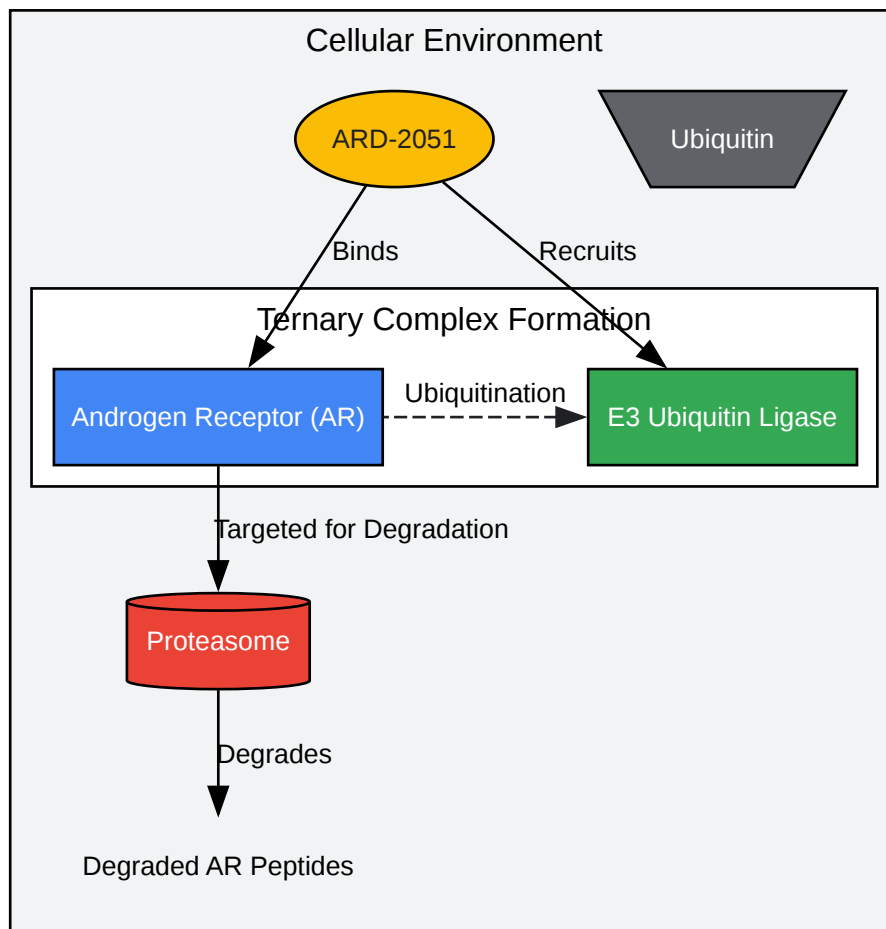 Cellular Environment
ARD-2051
Ubiquitin
Binds
Recruits
Ternary Complex Formation
Ubiquitination
Androgen Receptor (AR)
E3 Ubiquitin Ligase
Targeted for Degradation
Proteasome
Degrades
Degraded AR Peptides